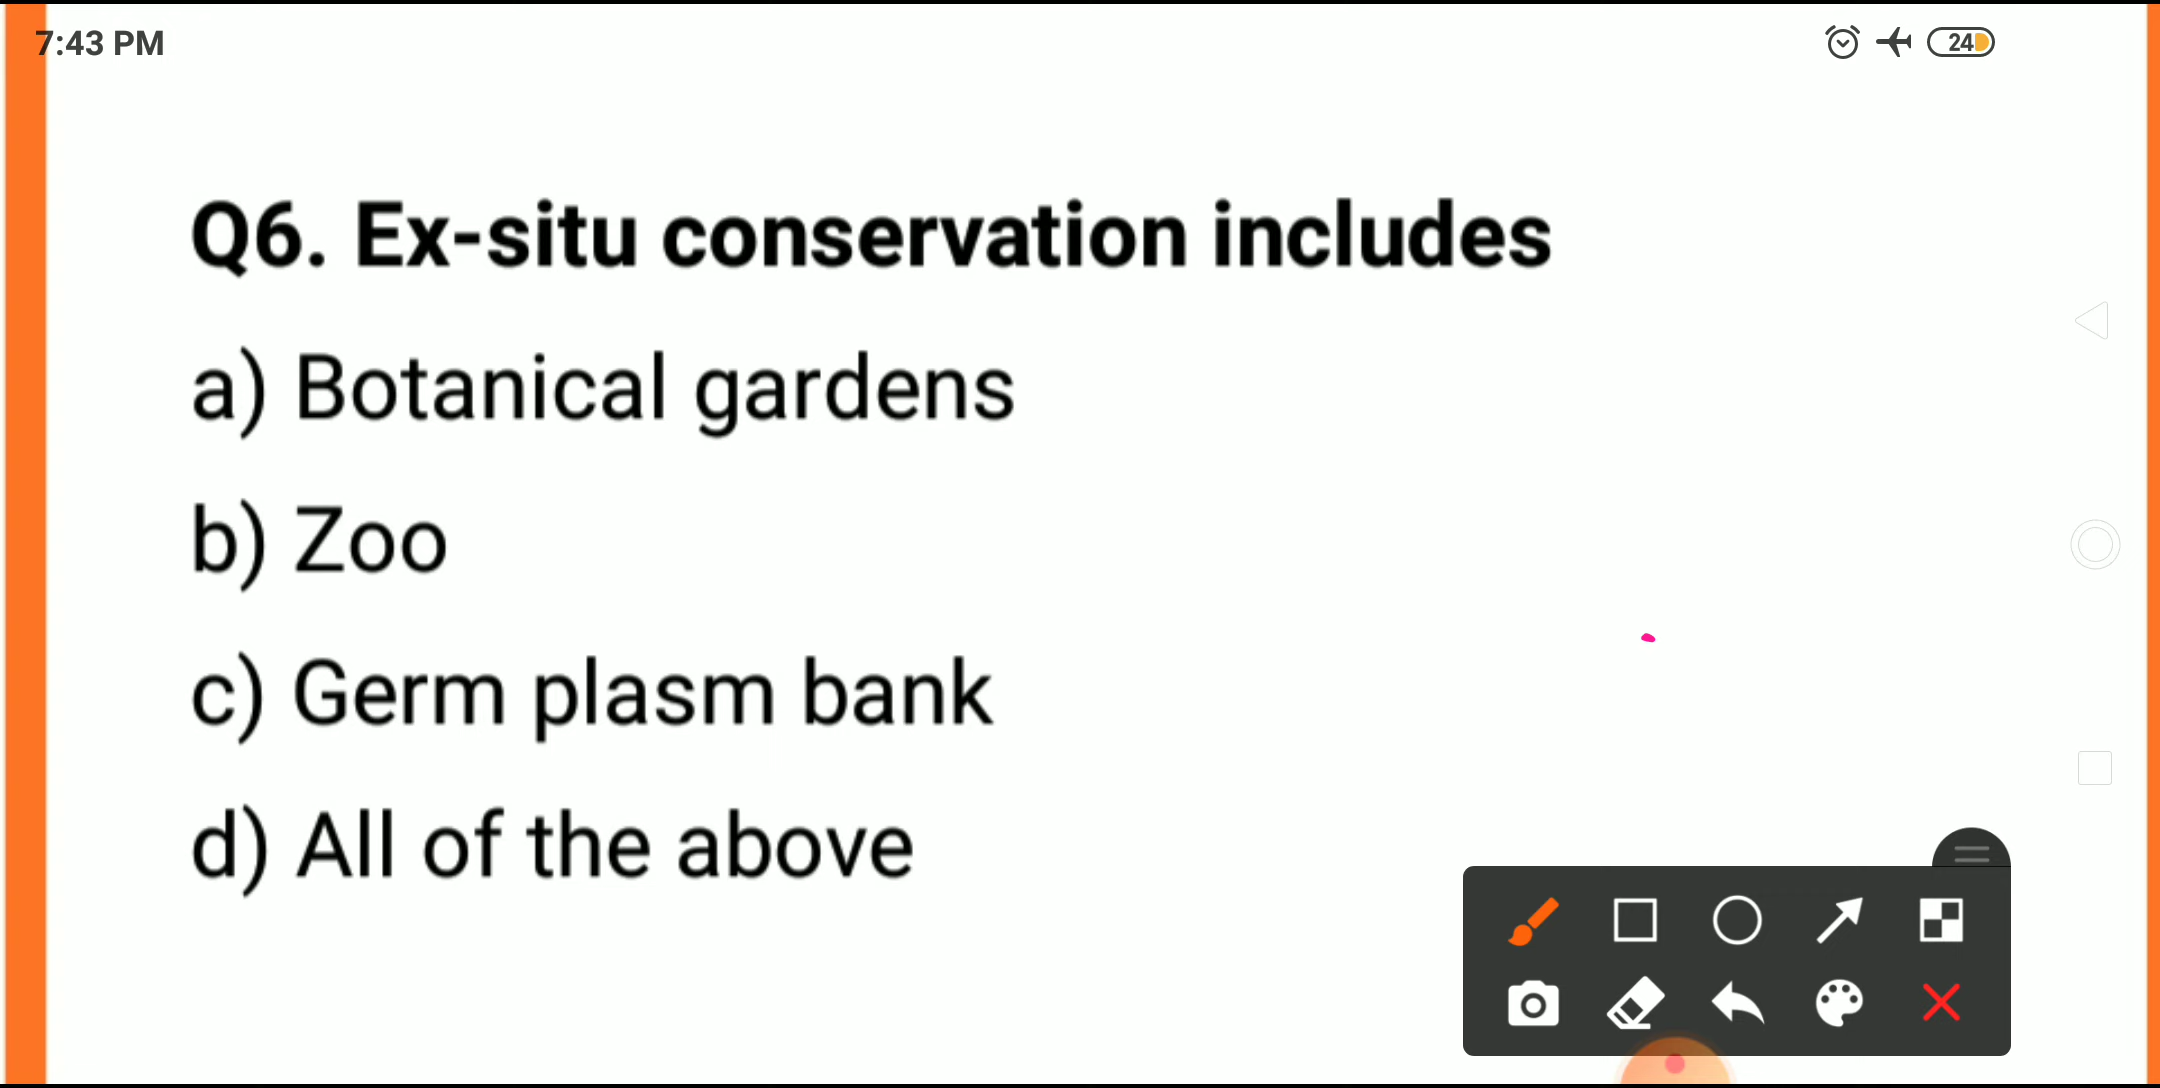 7:43 PM
24
Q6. Ex-situ conservation includes
a) Botanical gardens
b) Zoo
c) Germ plasm bank
d) All of the above